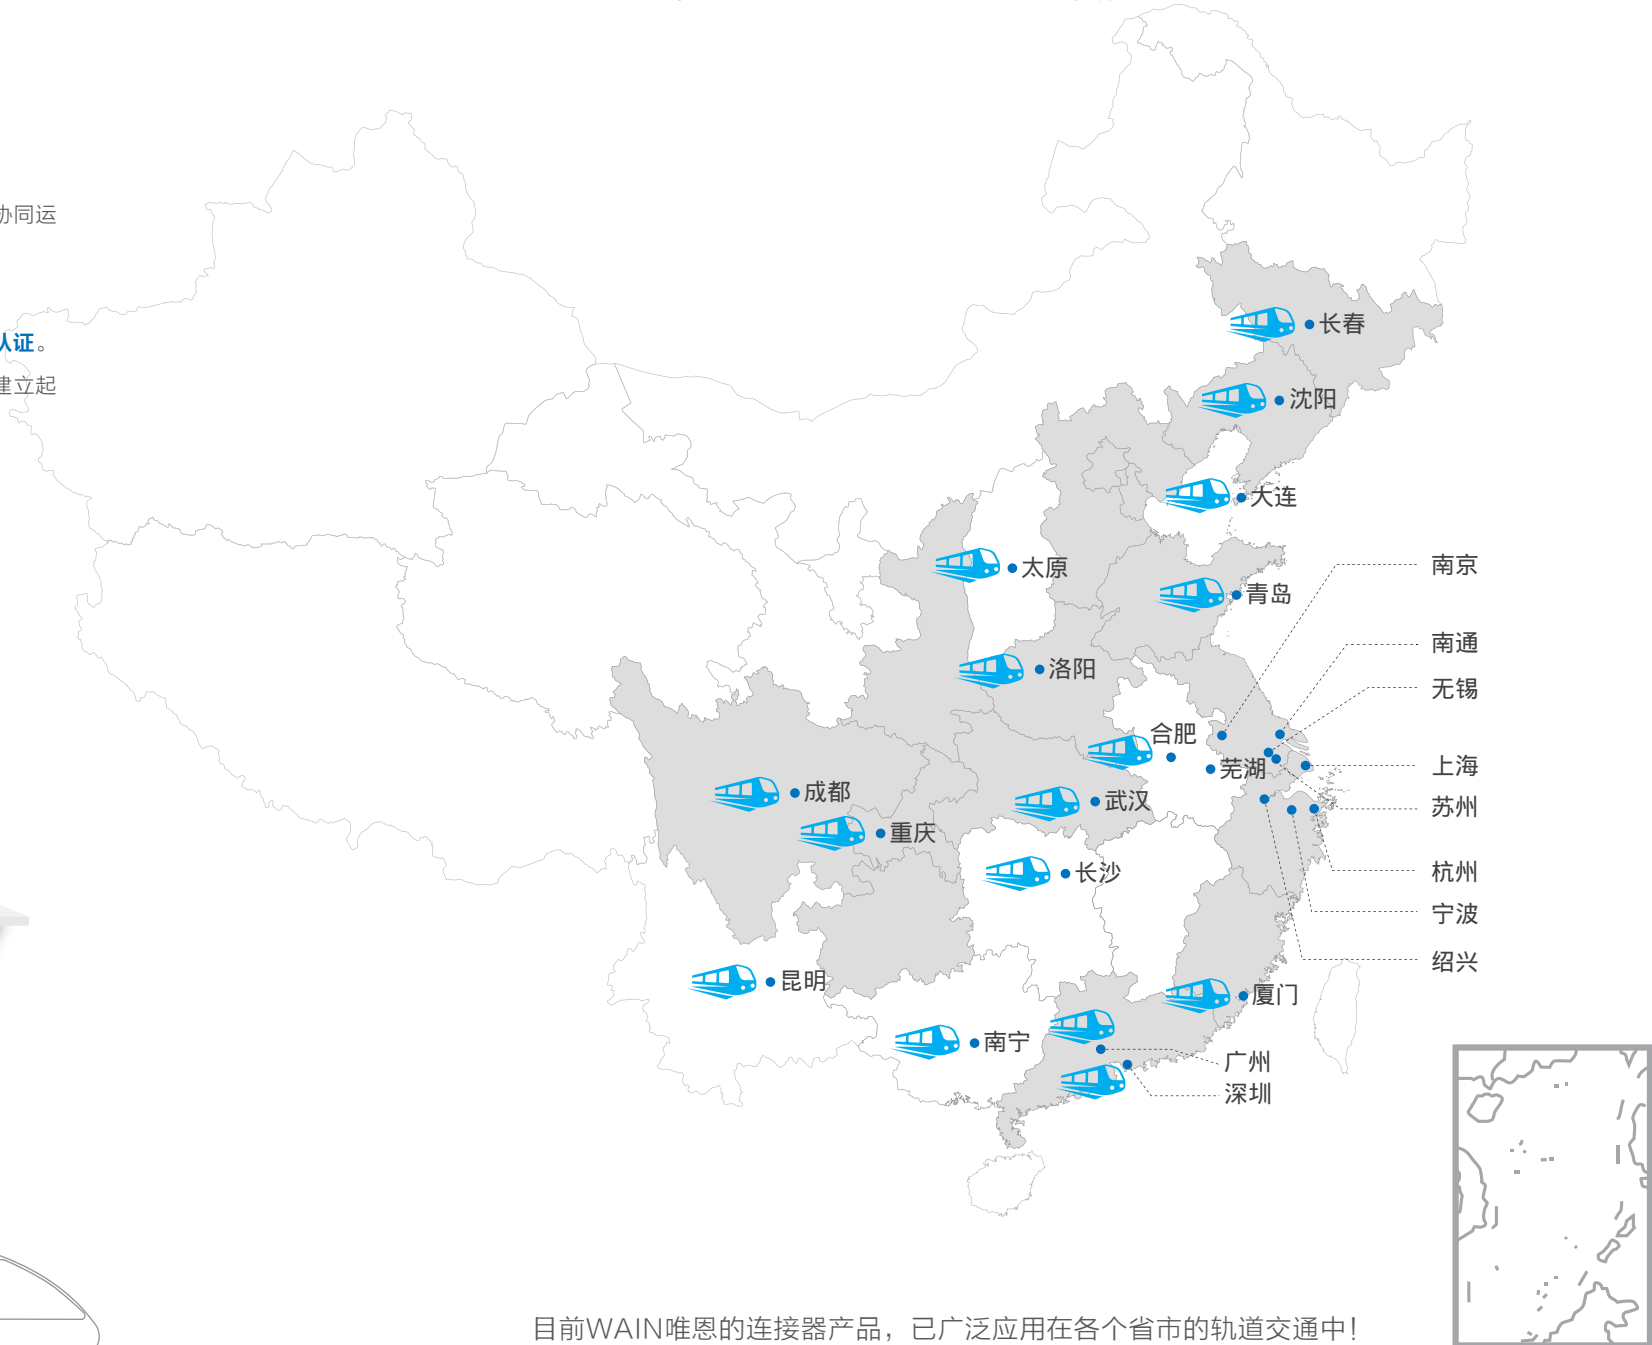 协同运
认证。
建立起
长春
沈阳
大连
太原
青岛
南京
南通
洛阳
无锡
合肥
芜湖
上海
成都
武汉
苏州
重庆
长沙
杭州
宁波
绍兴
昆明
厦门
南宁
广州
深圳
目前WAIN唯恩的连接器产品，已广泛应用在各个省市的轨道交通中！